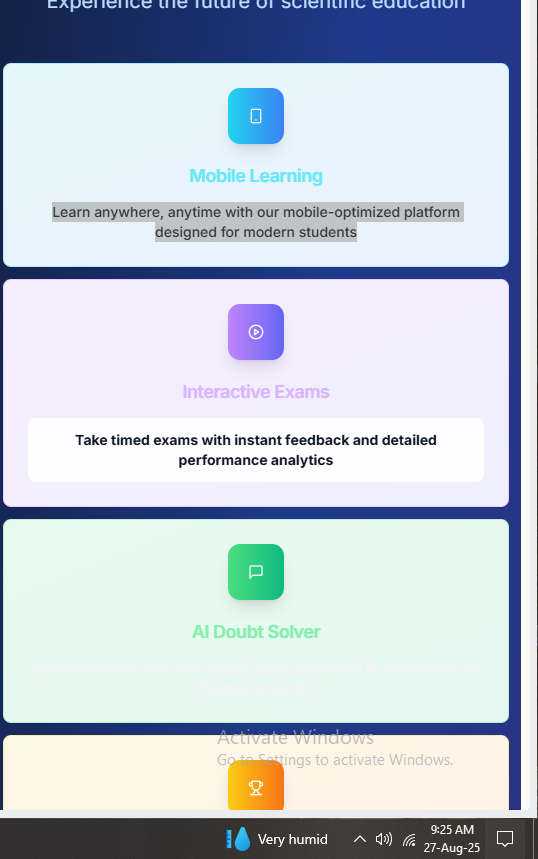 Experience the future of scientific education
Mobile Learning
Learn anywhere, anytime with our mobile-optimized platform
designed for modern students
Interactive Exams
Take timed exams with instant feedback and detailed
performance analytics
AI Doubt Solver
Activate Windows
Go to Settings to activate Windows.
Very humid
9:25 AM
27-Aug-25